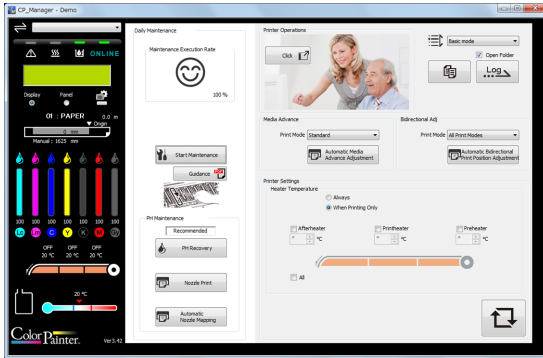 CP_Manager - Demo
ONLINE
Display Panel
01 : PAPER 0.0 m
Origin
0 mm
Manual : 1625 mm
100 100 100 100 100 100 100
Lc Lm C Y K M Gy
OFF OFF OFF
20 °C 20 °C 20 °C
20 °C
Color Painter.
Ver3.42
Daily Maintenance
Maintenance Execution Rate
100 %
Start Maintenance
Guidance
PH Maintenance
Recommended
PH Recovery
Nozzle Print
Automatic
Nozzle Mapping
Printer Operations
Click
Basic mode
Open Folder
Log
Media Advance
Print Mode Standard
Automatic Media
Advance Adjustment
Bidirectional Adj
Print Mode All Print Modes
Automatic Bidirectional
Print Position Adjustment
Printer Settings
Heater Temperature
Always
When Printing Only
Afterheater Printheater Preheater
°C °C °C
All